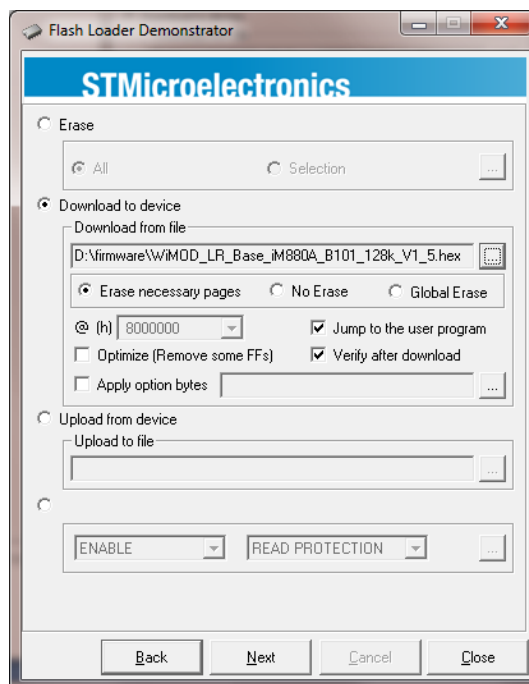 Flash Loader Demonstrator
STMicroelectronics
Erase
All
Selection
...
Download to device
Download from file
D:\firmware\WiMOD_LR_Base_iM880A_B101_128k_V1_5.hex
...
Erase necessary pages
No Erase
Global Erase
@ (h)
8000000
Jump to the user program
Optimize (Remove some FFs)
Verify after download
Apply option bytes
...
Upload from device
Upload to file
...
ENABLE
READ PROTECTION
...
Back
Next
Cancel
Close